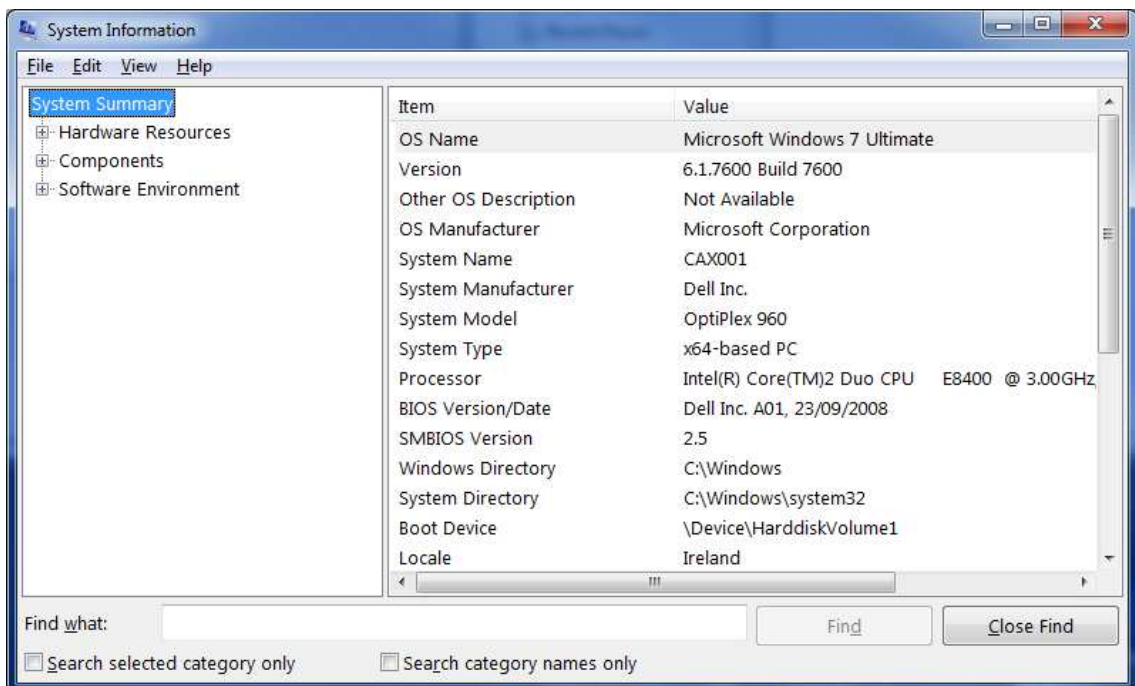 System Information
File Edit View Help
System Summary
Hardware Resources
Components
Software Environment
Item Value
OS Name Microsoft Windows 7 Ultimate
Version 6.1.7600 Build 7600
Other OS Description Not Available
OS Manufacturer Microsoft Corporation
System Name CAX001
System Manufacturer Dell Inc.
System Model OptiPlex 960
System Type x64-based PC
Processor Intel(R) Core(TM)2 Duo CPU E8400 @ 3.00GHz,
BIOS Version/Date Dell Inc. A01, 23/09/2008
SMBIOS Version 2.5
Windows Directory C:\Windows
System Directory C:\Windows\system32
Boot Device \Device\HarddiskVolume1
Locale Ireland
Find what: Find Close Find
Search selected category only Search category names only